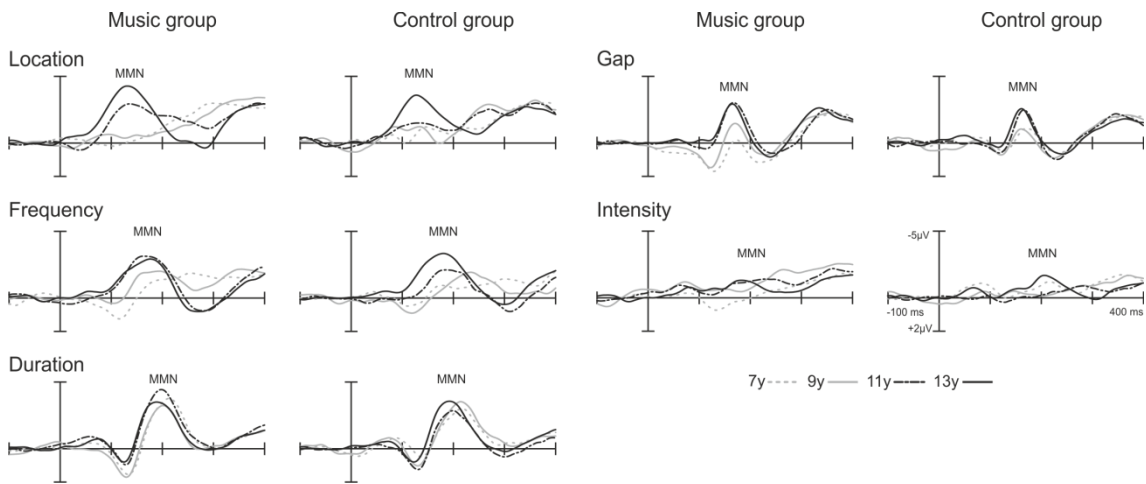 Music group Control group Music group Control group
Location Gap
MMN MMN MMN MMN
Frequency Intensity
MMN MMN MMN MMN
-5µV
-100 ms 400 ms
+2µV
Duration
MMN MMN
7y 9y 11y 13y